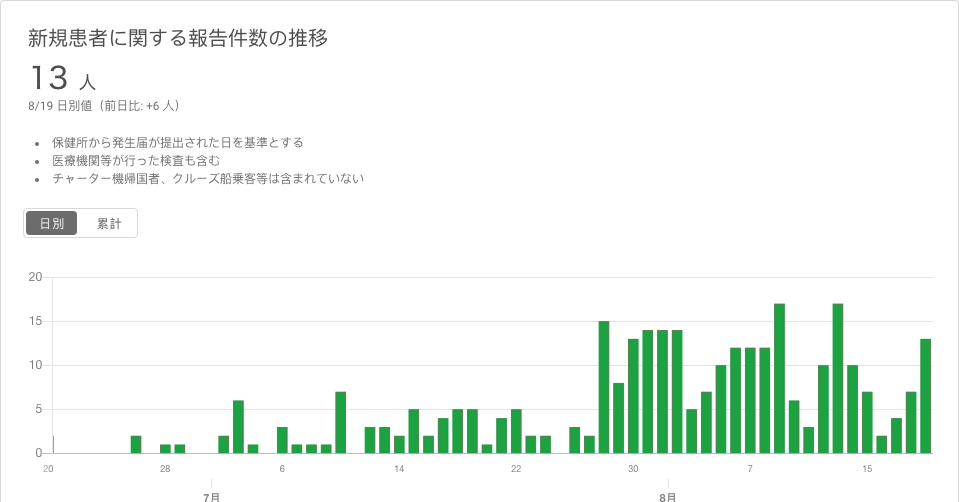 新規患者に関する報告件数の推移
13 人
8/19 日別値（前日比: +6 人）
保健所から発生届が提出された日を基準とする
医療機関等が行った検査も含む
チャーター機帰国者、クルーズ船乗客等は含まれていない
日別 累計
20
15
10
5
0
20 28 6 14 22 30 7 15
7月 8月